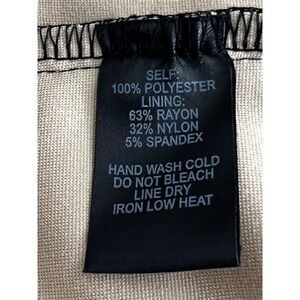 SELF:
100% POLYESTER
LINING:
63% RAYON
32% NYLON
5% SPANDEX
HAND WASH COLD
DO NOT BLEACH
LINE DRY
IRON LOW HEAT